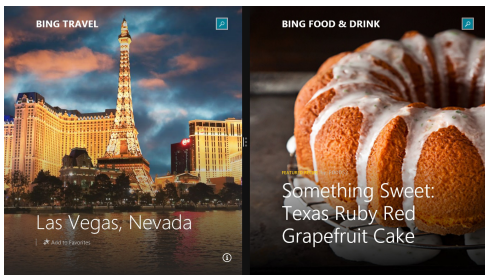 BING TRAVEL
Las Vegas, Nevada
Add to Favorites
BING FOOD & DRINK
Something Sweet:
Texas Ruby Red
Grapefruit Cake